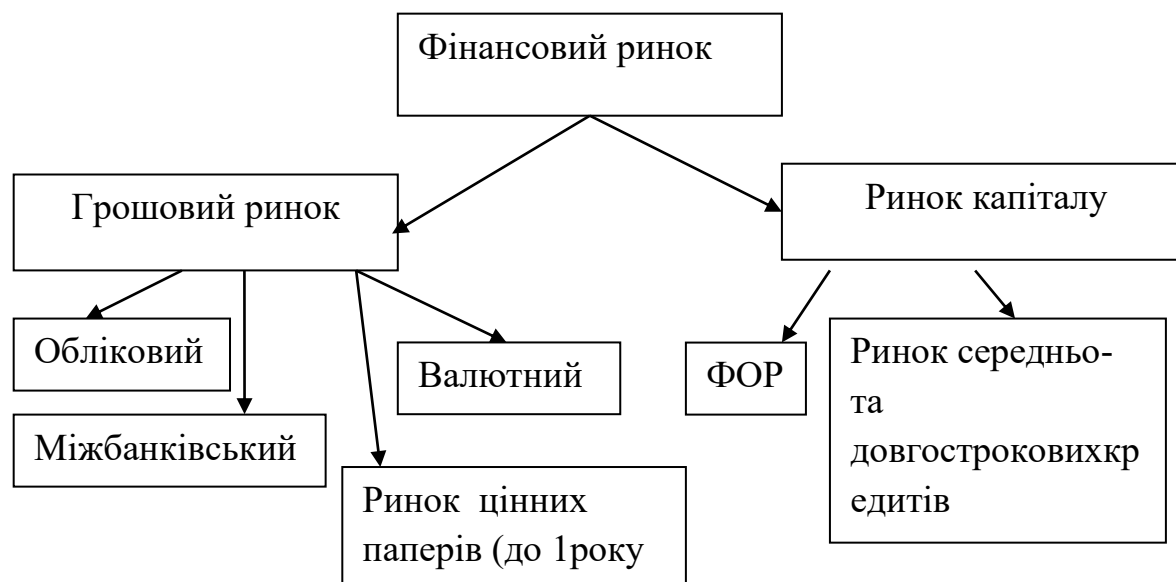 Фінансовий ринок
Грошовий ринок
Ринок капіталу
Обліковий
Валютний
ФОР
Ринок середньо-
та
довгостроковихкр
едитів
Міжбанківський
Ринок цінних
паперів (до 1року